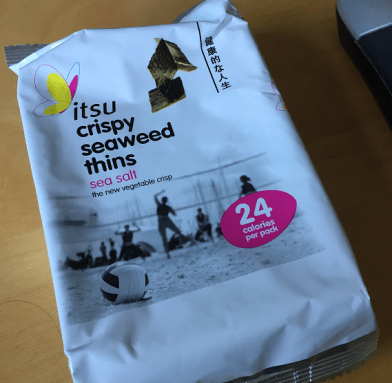 itsu
crispy
seaweed
thins
sea salt
the new vegetable crisp
健康的な人生
24
calories
per pack